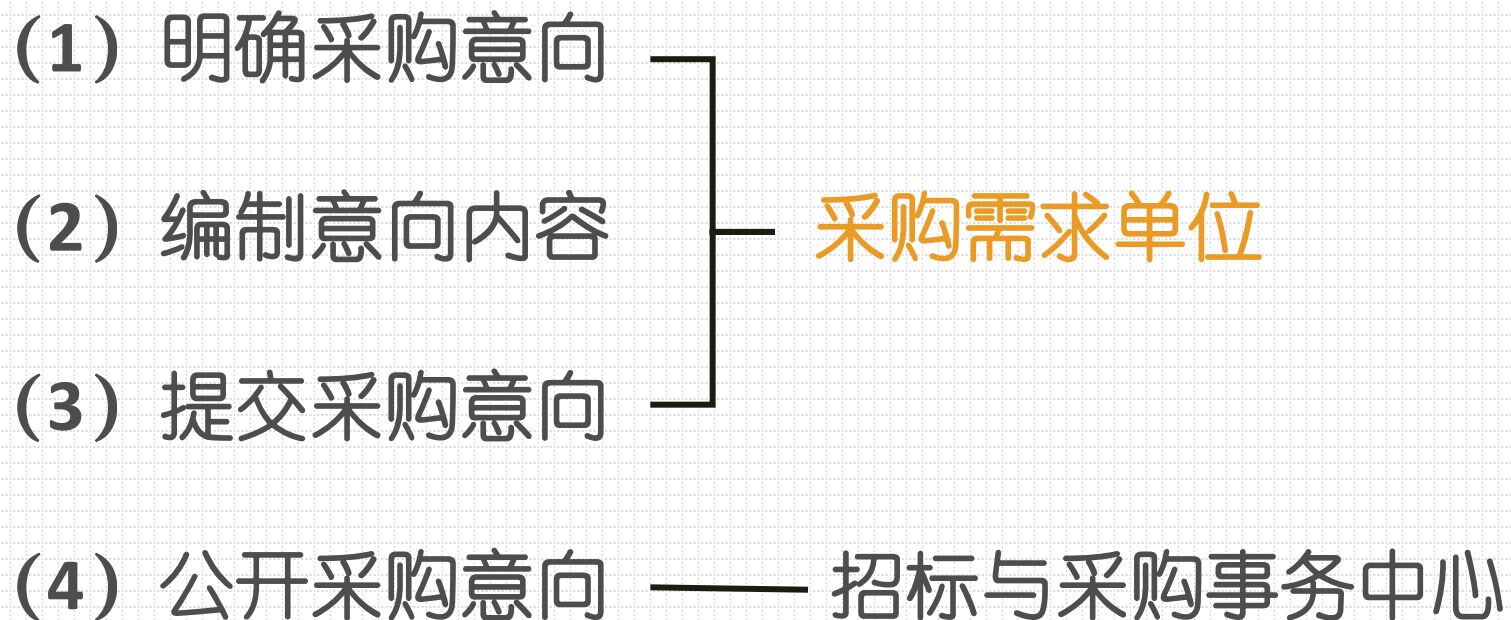 （1）明确采购意向
（2）编制意向内容
采购需求单位
（3）提交采购意向
（4）公开采购意向
招标与采购事务中心